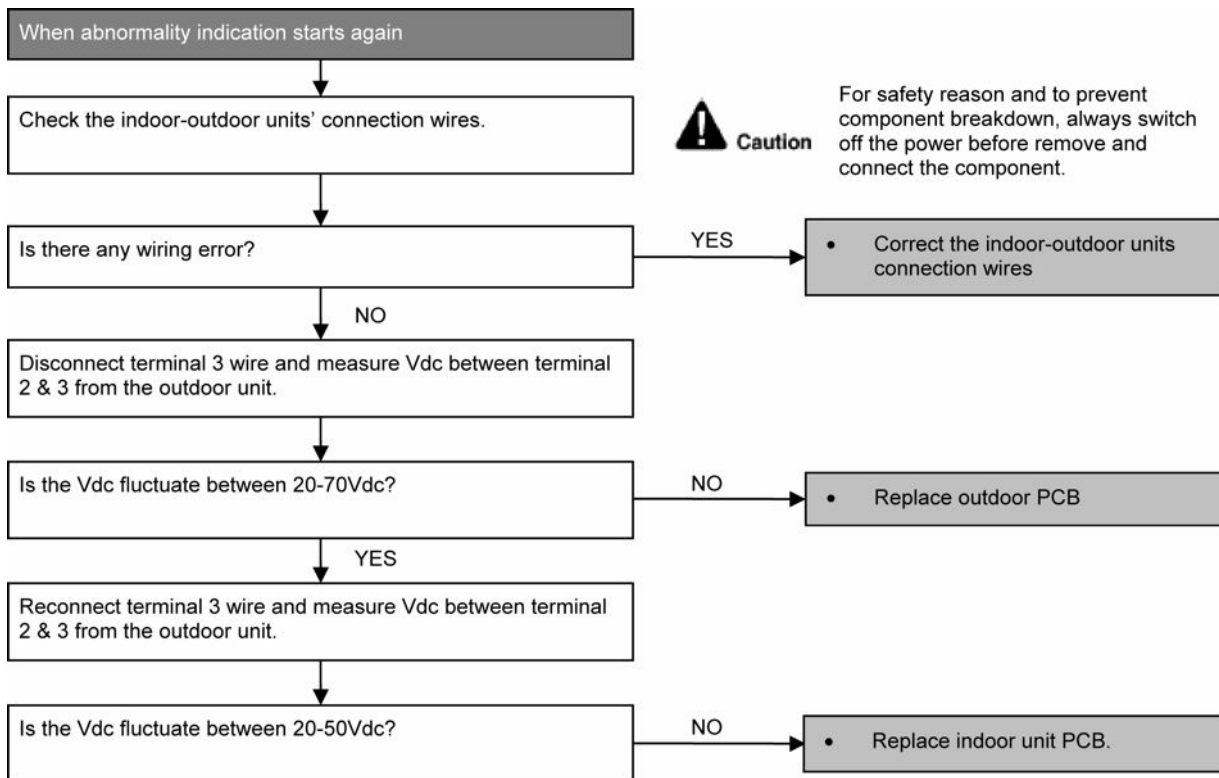 When abnormality indication starts again
Check the indoor-outdoor units’ connection wires.
Caution
For safety reason and to prevent
component breakdown, always switch
off the power before remove and
connect the component.
Is there any wiring error?
YES
• Correct the indoor-outdoor units
connection wires
NO
Disconnect terminal 3 wire and measure Vdc between terminal
2 & 3 from the outdoor unit.
Is the Vdc fluctuate between 20-70Vdc?
NO
• Replace outdoor PCB
YES
Reconnect terminal 3 wire and measure Vdc between terminal
2 & 3 from the outdoor unit.
Is the Vdc fluctuate between 20-50Vdc?
NO
• Replace indoor unit PCB.